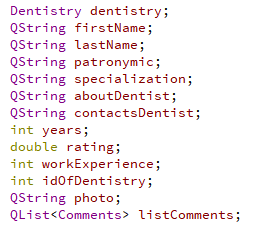 Dentistry dentistry;
QString firstName;
QString lastName;
QString patronymic;
QString specialization;
QString aboutDentist;
QString contactsDentist;
int years;
double rating;
int workExperience;
int idOfDentistry;
QString photo;
QList<Comments> listComments;